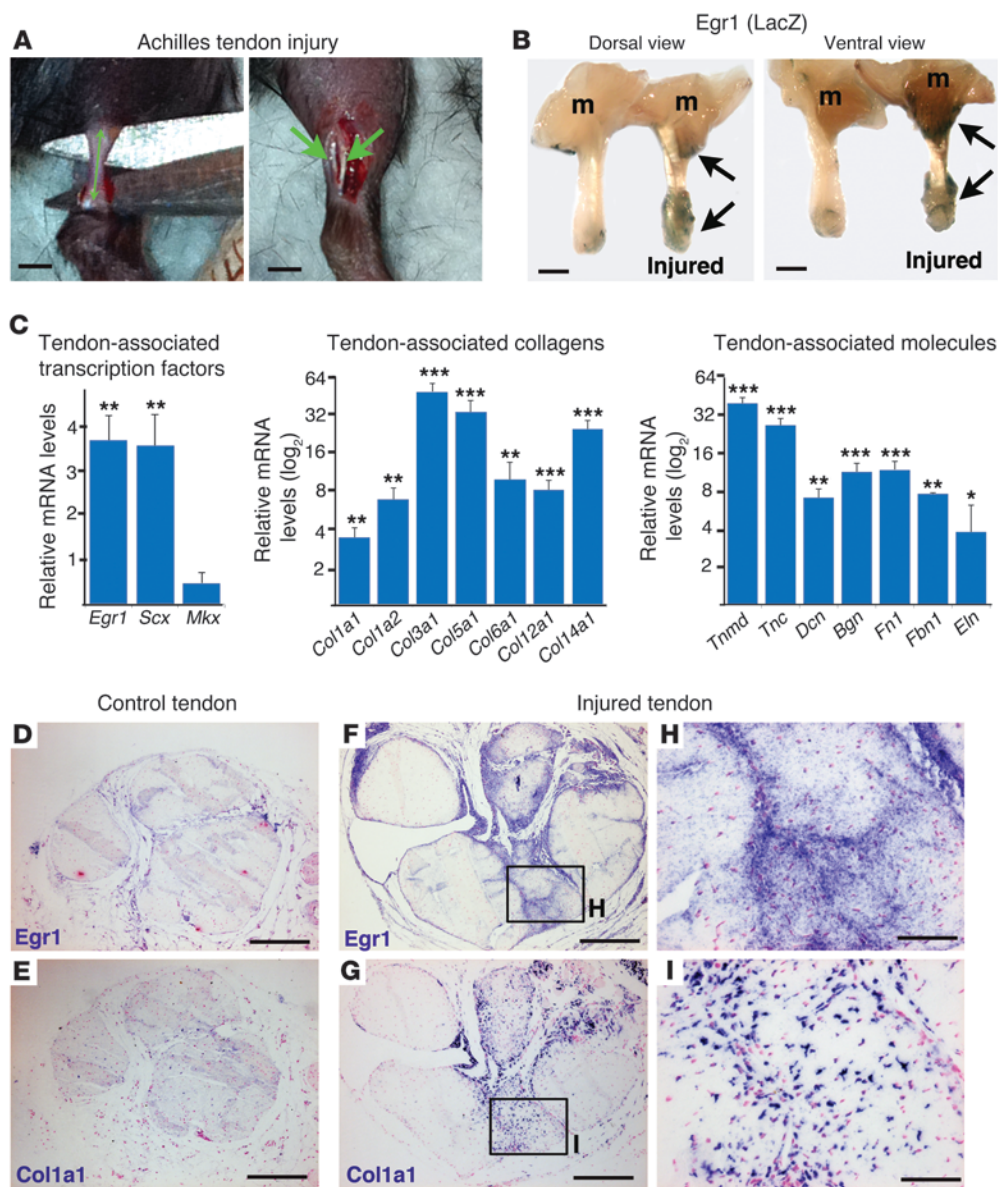 A
Achilles tendon injury
B
Egr1 (LacZ)
Dorsal view
Ventral view
m
m
m
m
Injured
Injured
C
Tendon-associated
transcription factors
Relative mRNA levels
4
3
2
1
**
**
Egr1
Scx
Mkx
Tendon-associated collagens
Relative mRNA
levels (log₂)
64
32
16
8
4
2
**
**
***
***
**
***
***
Col1a1
Col1a2
Col3a1
Col5a1
Col6a1
Col12a1
Col14a1
Tendon-associated molecules
Relative mRNA
levels (log₂)
64
32
16
8
4
2
***
***
**
***
***
**
*
Tnmd
Tnc
Dcn
Bgn
Fn1
Fbn1
Eln
Control tendon
Injured tendon
D
Egr1
F
H
Egr1
H
E
Col1a1
G
I
Col1a1
I